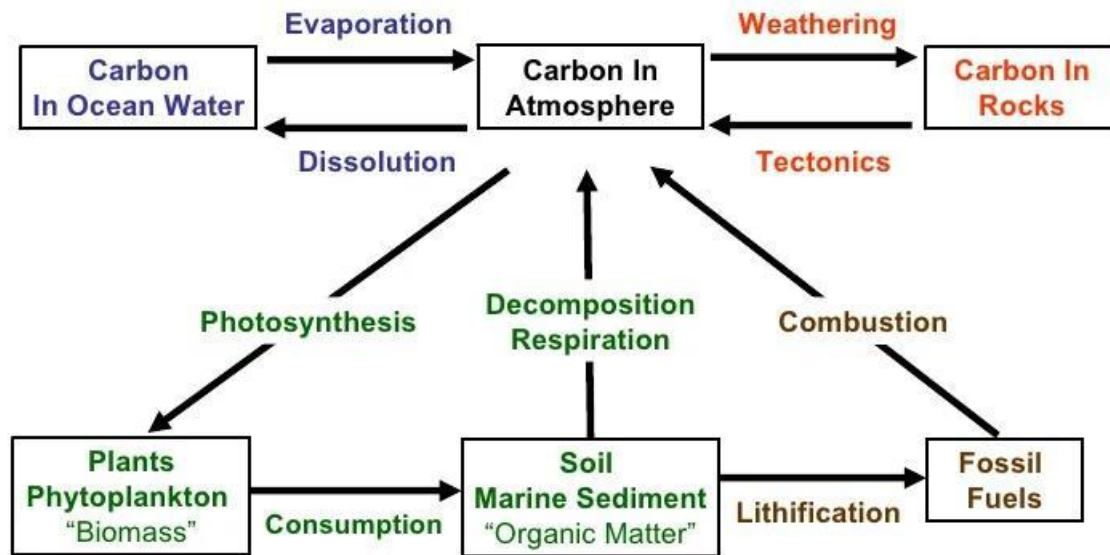 Evaporation
Weathering
Carbon
In Ocean Water
Carbon In
Atmosphere
Carbon In
Rocks
Dissolution
Tectonics
Photosynthesis
Decomposition
Respiration
Combustion
Plants
Phytoplankton
“Biomass”
Consumption
Soil
Marine Sediment
“Organic Matter”
Lithification
Fossil
Fuels